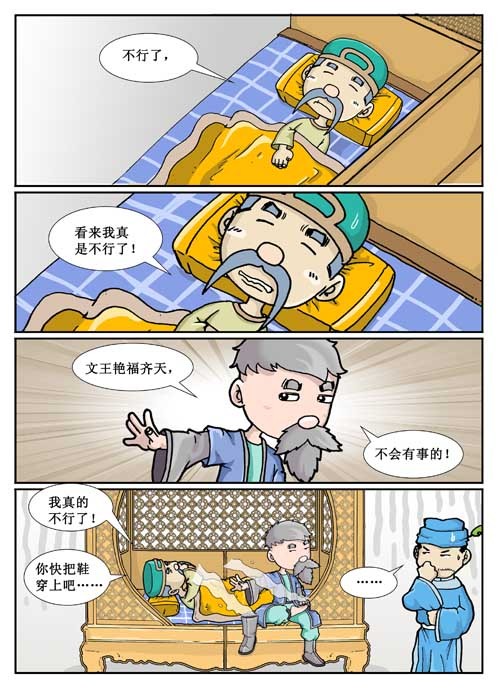 不行了，
看来我真
是不行了！
文王艳福齐天，
不会有事的！
我真的
不行了！
你快把鞋
穿上吧……
……